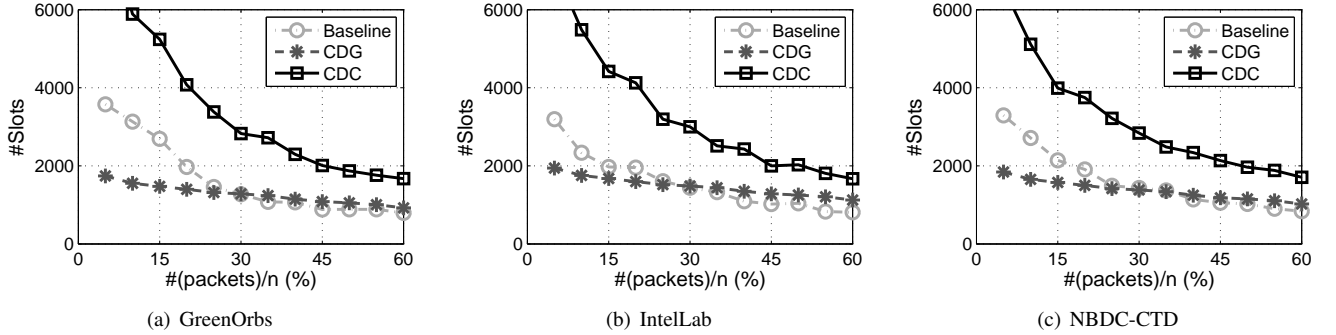 6000
4000
2000
0
#Slots
0
15
30
45
60
#(packets)/n (%)
Baseline
CDG
CDC
(a) GreenOrbs
6000
4000
2000
0
#Slots
0
15
30
45
60
#(packets)/n (%)
Baseline
CDG
CDC
(b) IntelLab
6000
4000
2000
0
#Slots
0
15
30
45
60
#(packets)/n (%)
Baseline
CDG
CDC
(c) NBDC-CTD